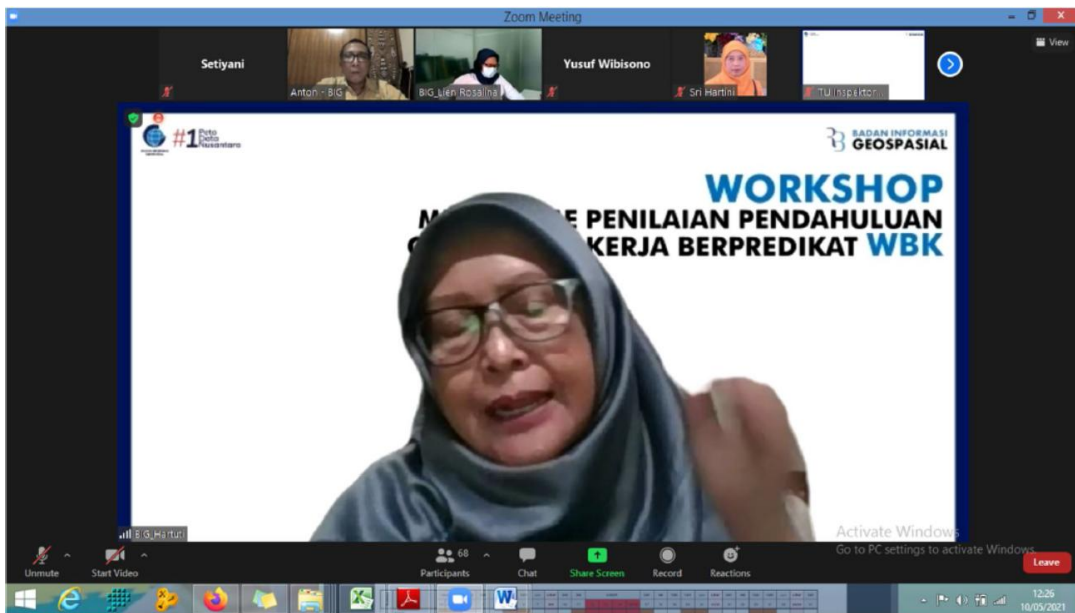 Zoom Meeting
View
Setiyani
Anton - BIG
BIG_Lien Rosalina
Yusuf Wibisono
Sri Hartini
TU Inspektor...
#1 Peta
Data
Nusantara
BADAN INFORMASI
GEOSPASIAL
WORKSHOP
PENILAIAN PENDAHULUAN
KERJA BERPREDIKAT WBK
BIG_Hartuti
Activate Windows
Go to PC settings to activate Windows.
Unmute
Start Video
68
Participants
Chat
Share Screen
Record
Reactions
Leave
12:26
10/05/2021